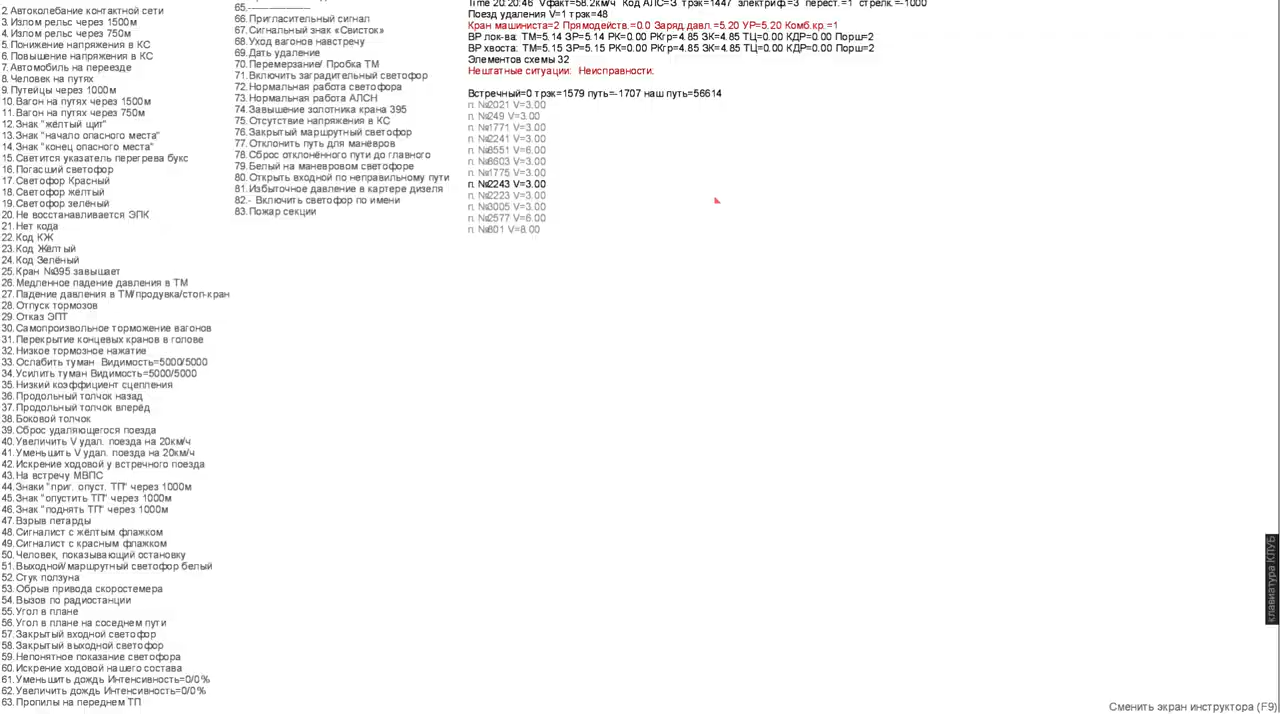 2. Автоколебание контактной сети
3. Излом рельс через 1500м
4. Излом рельс через 750м
5. Понижение напряжения в КС
6. Повышение напряжения в КС
7. Автомобиль на переезде
8. Человек на путях
9. Путейцы через 1000м
10. Вагон на путях через 1500м
11. Вагон на путях через 750м
12. Знак "жёлтый щит"
13. Знак "начало опасного места"
14. Знак "конец опасного места"
15. Светится указатель перегрева букс
16. Погасший светофор
17. Светофор Красный
18. Светофор жёлтый
19. Светофор зелёный
20. Не восстанавливается ЭПК
21. Нет кода
22. Код КЖ
23. Код Жёлтый
24. Код Зелёный
25. Кран №395 завышает
26. Медленное падение давления в ТМ
27. Падение давления в ТМ/продувка/стоп-кран
28. Отпуск тормозов
29. Отказ ЭПТ
30. Самопроизвольное торможение вагонов
31. Перекрытие концевых кранов в голове
32. Низкое тормозное нажатие
33. Ослабить туман Видимость=5000/5000
34. Усилить туман Видимость=5000/5000
35. Низкий коэффициент сцепления
36. Продольный толчок назад
37. Продольный толчок вперёд
38. Боковой толчок
39. Сброс удаляющегося поезда
40. Увеличить V удал. поезда на 20км/ч
41. Уменьшить V удал. поезда на 20км/ч
42. Искрение ходовой у встречного поезда
43. На встречу МВПС
44. Знаки "приг. опуст. ТП" через 1000м
45. Знак "опустить ТП" через 1000м
46. Знак "поднять ТП" через 1000м
47. Взрыв петарды
48. Сигналист с жёлтым флажком
49. Сигналист с красным флажком
50. Человек, показывающий остановку
51. Выходной/маршрутный светофор белый
52. Стук ползуна
53. Обрыв привода скоростемера
54. Вызов по радиостанции
55. Угол в плане
56. Угол в плане на соседнем пути
57. Закрытый входной светофор
58. Закрытый выходной светофор
59. Непонятное показание светофора
60. Искрение ходовой нашего состава
61. Уменьшить дождь Интенсивность=0/0%
62. Увеличить дождь Интенсивность=0/0%
63. Пропилы на переднем ТП
65.-----------------
66. Пригласительный сигнал
67. Сигнальный знак «Свисток»
68. Уход вагонов навстречу
69. Дать удаление
70. Перемерзание/ Пробка ТМ
71. Включить заградительный светофор
72. Нормальная работа светофора
73. Нормальная работа АЛСН
74. Завышение золотника крана 395
75. Отсутствие напряжения в КС
76. Закрытый маршрутный светофор
77. Отклонить путь для манёвров
78. Сброс отклонённого пути до главного
79. Белый на маневровом светофоре
80. Открыть входной по неправильному пути
81. Избыточное давление в картере дизеля
82.- Включить светофор по имени
83. Пожар секции
Time 20:20:46 Vфакт=58.2км/ч Код АЛС=3 трэк=1447 электриф.=3 перест.=1 стрелк.=-1000
Поезд удаления V=1 трэк=48
Кран машиниста=2 Прямодейств.=0.0 Заряд.давл.=5.20 УР=5.20 Комб.кр.=1
ВР лок-ва: ТМ=5.14 ЗР=5.14 РК=0.00 РКгр=4.85 ЗК=4.85 ТЦ=0.00 КДР=0.00 Порш=2
ВР хвоста: ТМ=5.15 ЗР=5.15 РК=0.00 РКгр=4.85 ЗК=4.85 ТЦ=0.00 КДР=0.00 Порш=2
Элементов схемы 32
Нештатные ситуации: Неисправности:
Встречный=0 трэк=1579 путь=-1707 наш путь=56614
п. №2021 V=3.00
п. №249 V=3.00
п. №1771 V=3.00
п. №2241 V=3.00
п. №8551 V=6.00
п. №6603 V=3.00
п. №1775 V=3.00
п. №2243 V=3.00
п. №2223 V=3.00
п. №3005 V=3.00
п. №2577 V=6.00
п. №801 V=8.00
клавиатура КЛУБ
Сменить экран инструктора (F9)